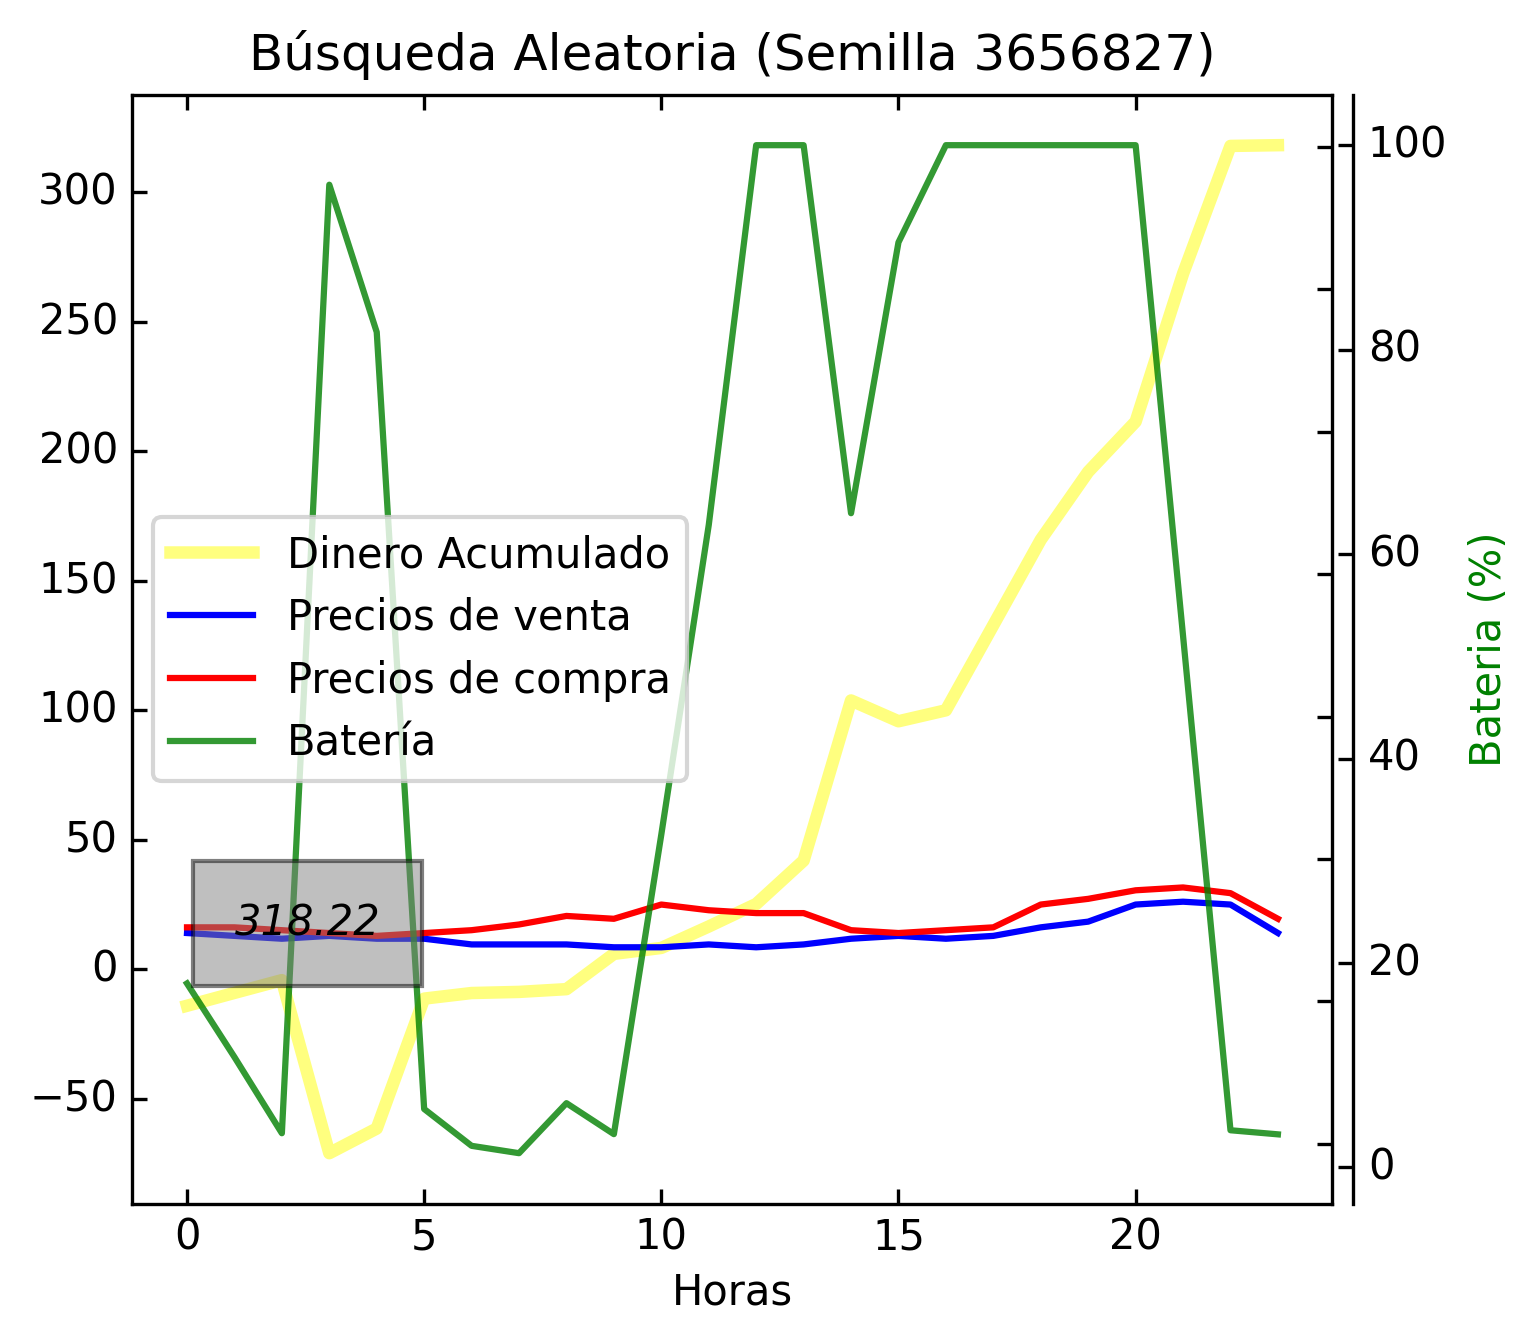 Búsqueda Aleatoria (Semilla 3656827)
300
250
200
150
100
50
0
−50
Dinero Acumulado
Precios de venta
Precios de compra
Batería
318.22
100
80
60
40
20
0
Bateria (%)
0 5 10 15 20
Horas